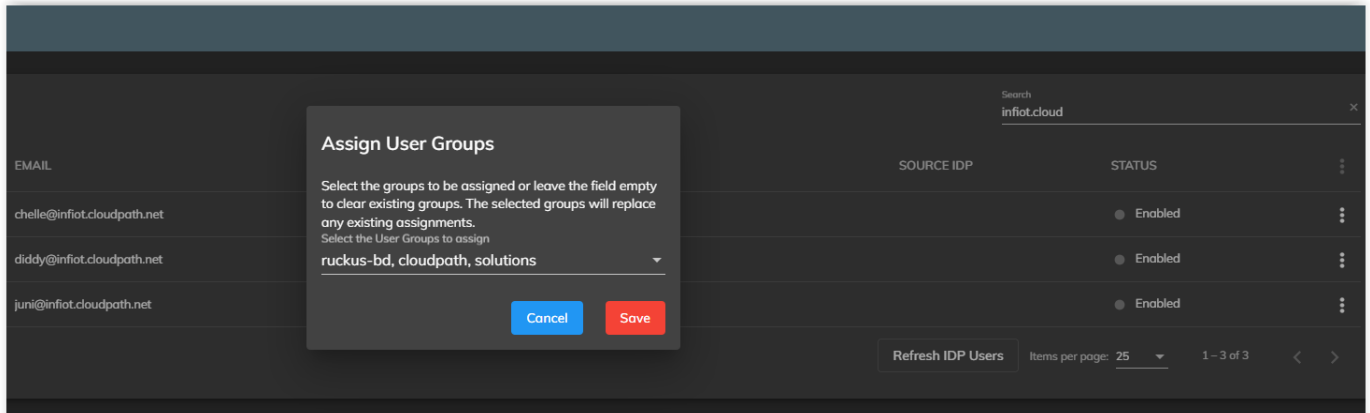 Search
infiot.cloud ×
EMAIL SOURCE IDP STATUS
Assign User Groups
Select the groups to be assigned or leave the field empty
to clear existing groups. The selected groups will replace
any existing assignments.
Select the User Groups to assign
ruckus-bd, cloudpath, solutions
Cancel Save
chelle@infiot.cloudpath.net Enabled
diddy@infiot.cloudpath.net Enabled
juni@infiot.cloudpath.net Enabled
Refresh IDP Users Items per page: 25 1 – 3 of 3